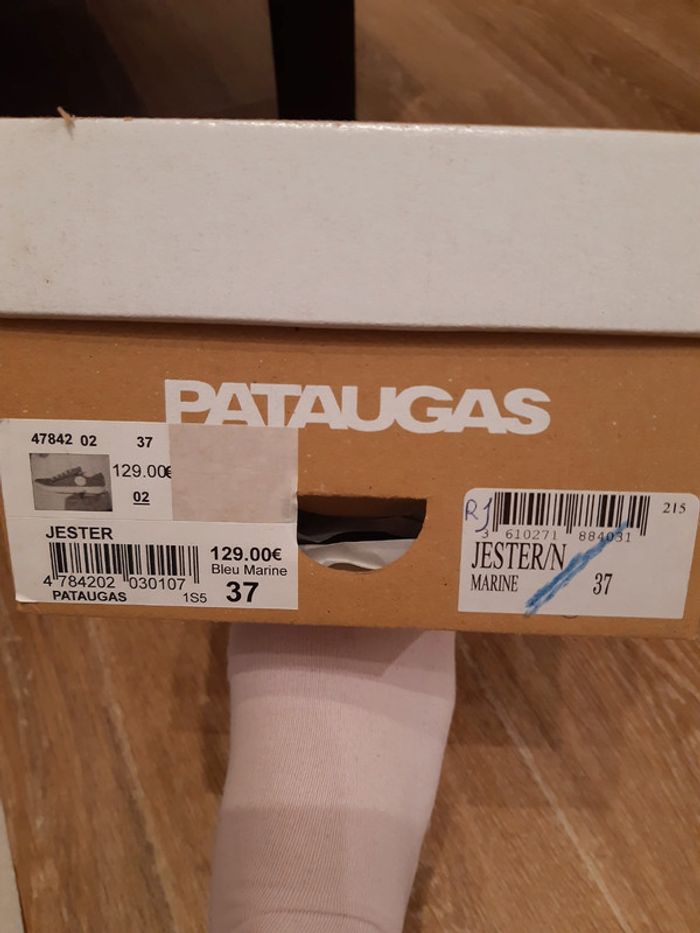 PATAUGAS
47842 02 37
129.00€
02
JESTER
129.00€
Bleu Marine
4 784202 030107
37
PATAUGAS 1S5
RJ
215
3 610271 884031
JESTER/N
MARINE 37